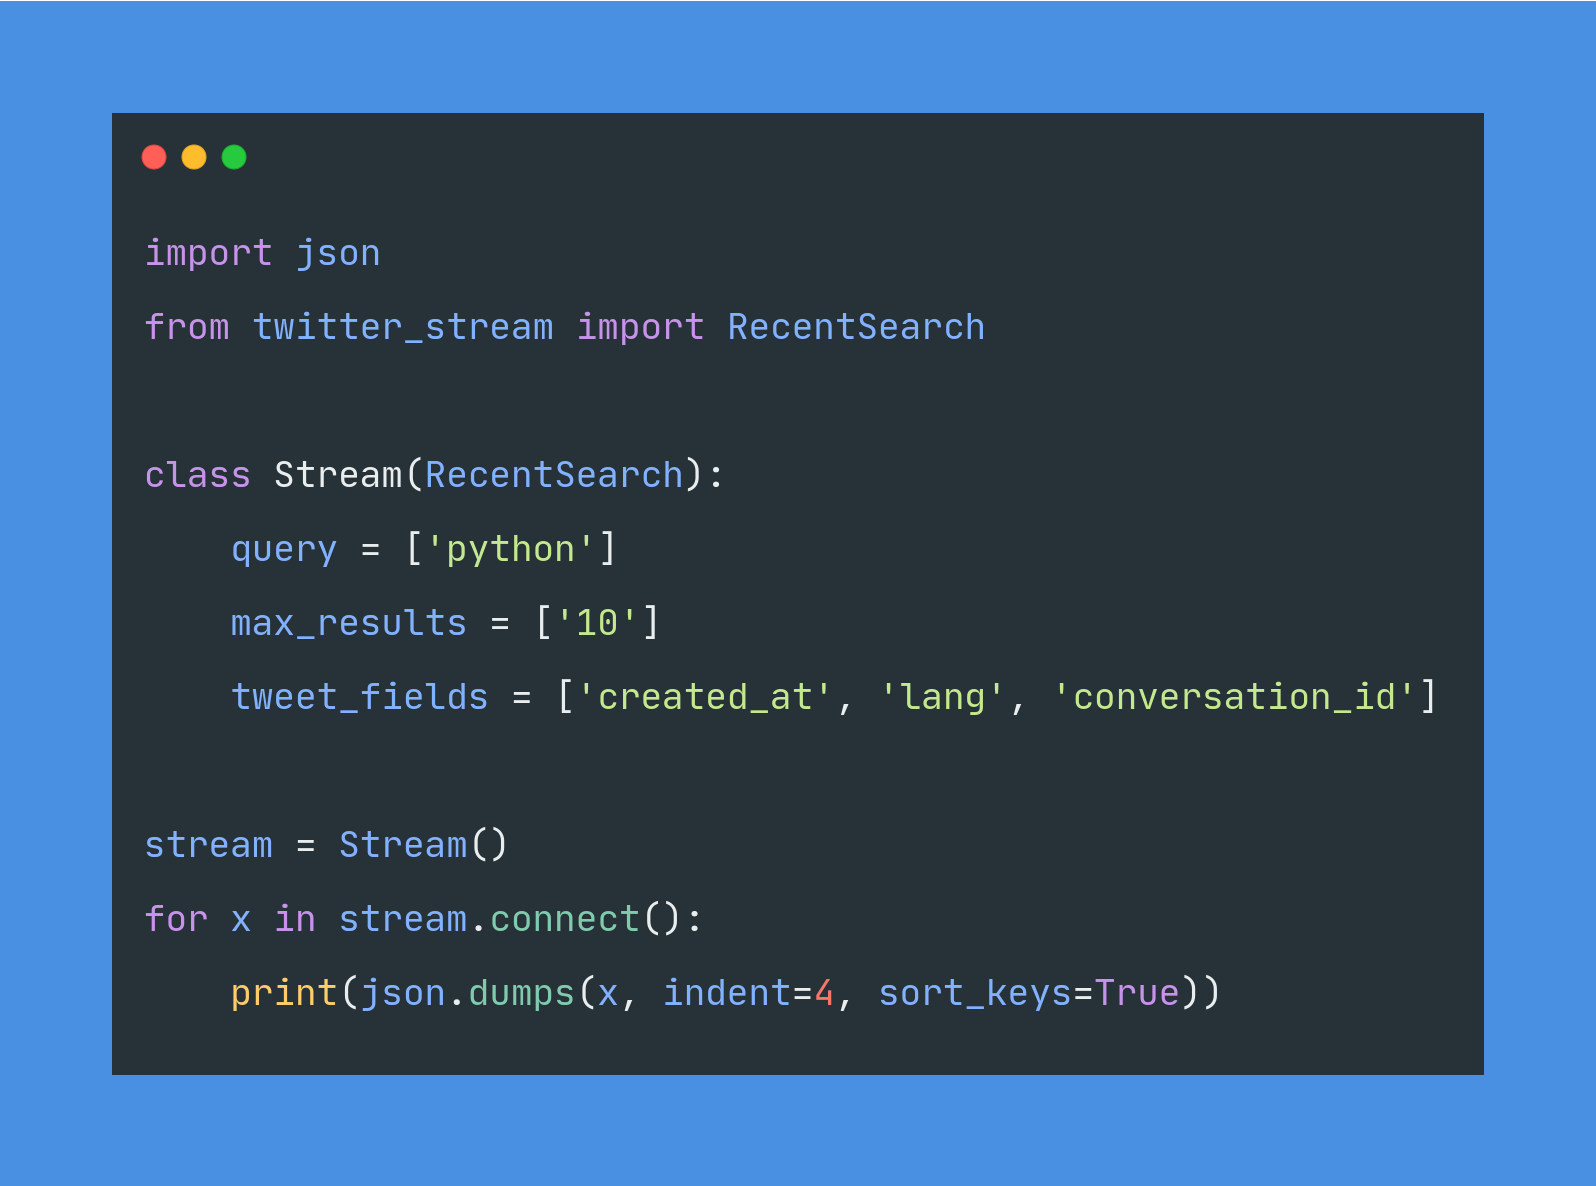 import json
from twitter_stream import RecentSearch
class Stream(RecentSearch):
    query = ['python']
    max_results = ['10']
    tweet_fields = ['created_at', 'lang', 'conversation_id']
stream = Stream()
for x in stream.connect():
    print(json.dumps(x, indent=4, sort_keys=True))